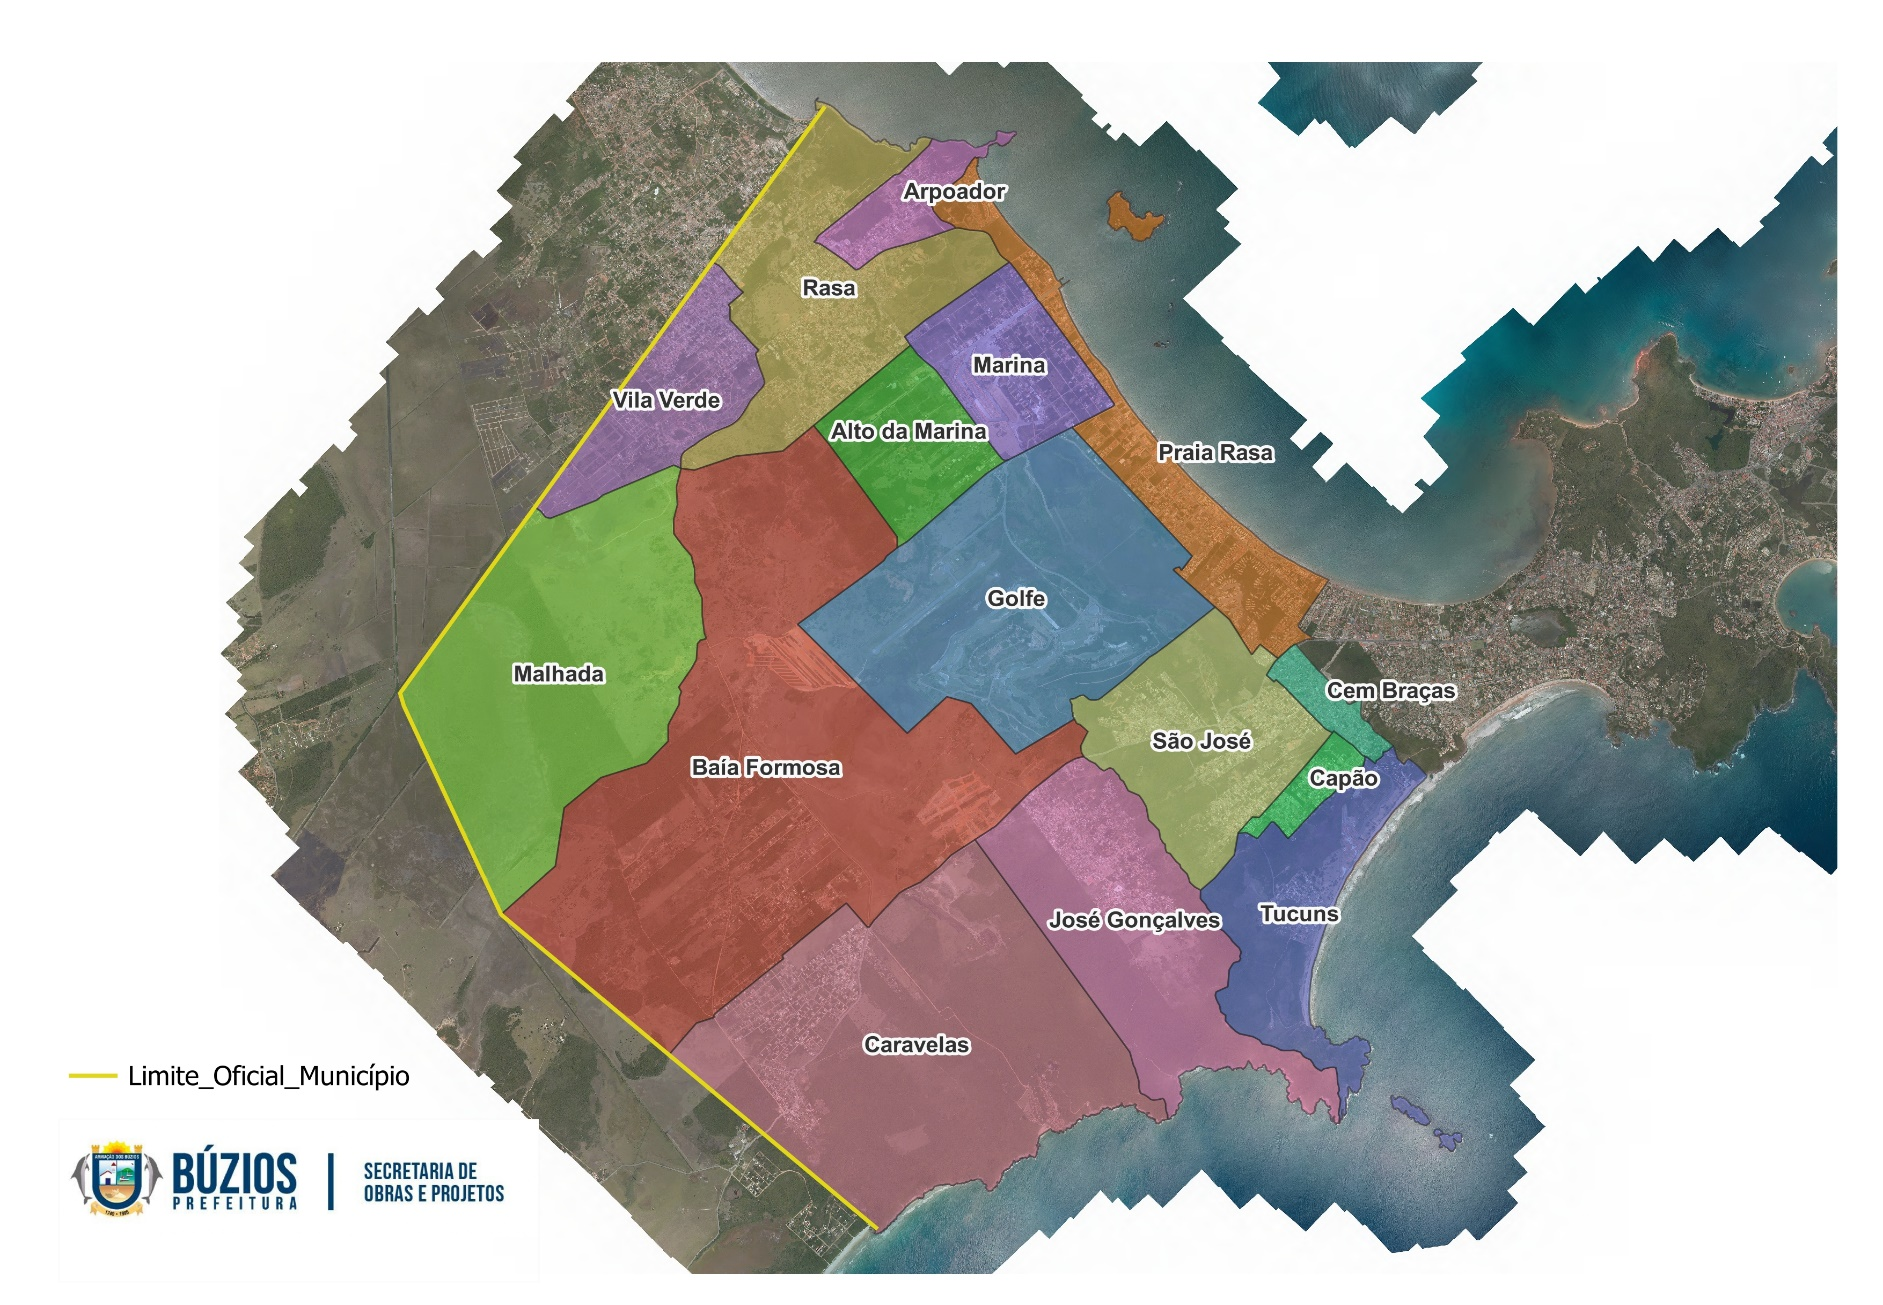 Arpoador
Rasa
Marina
Vila Verde
Alto da Marina
Praia Rasa
Golfe
Malhada
Cem Braças
São José
Baía Formosa
Capão
José Gonçalves
Tucuns
Caravelas
Limite_Oficial_Município
BÚZIOS
PREFEITURA
SECRETARIA DE
OBRAS E PROJETOS